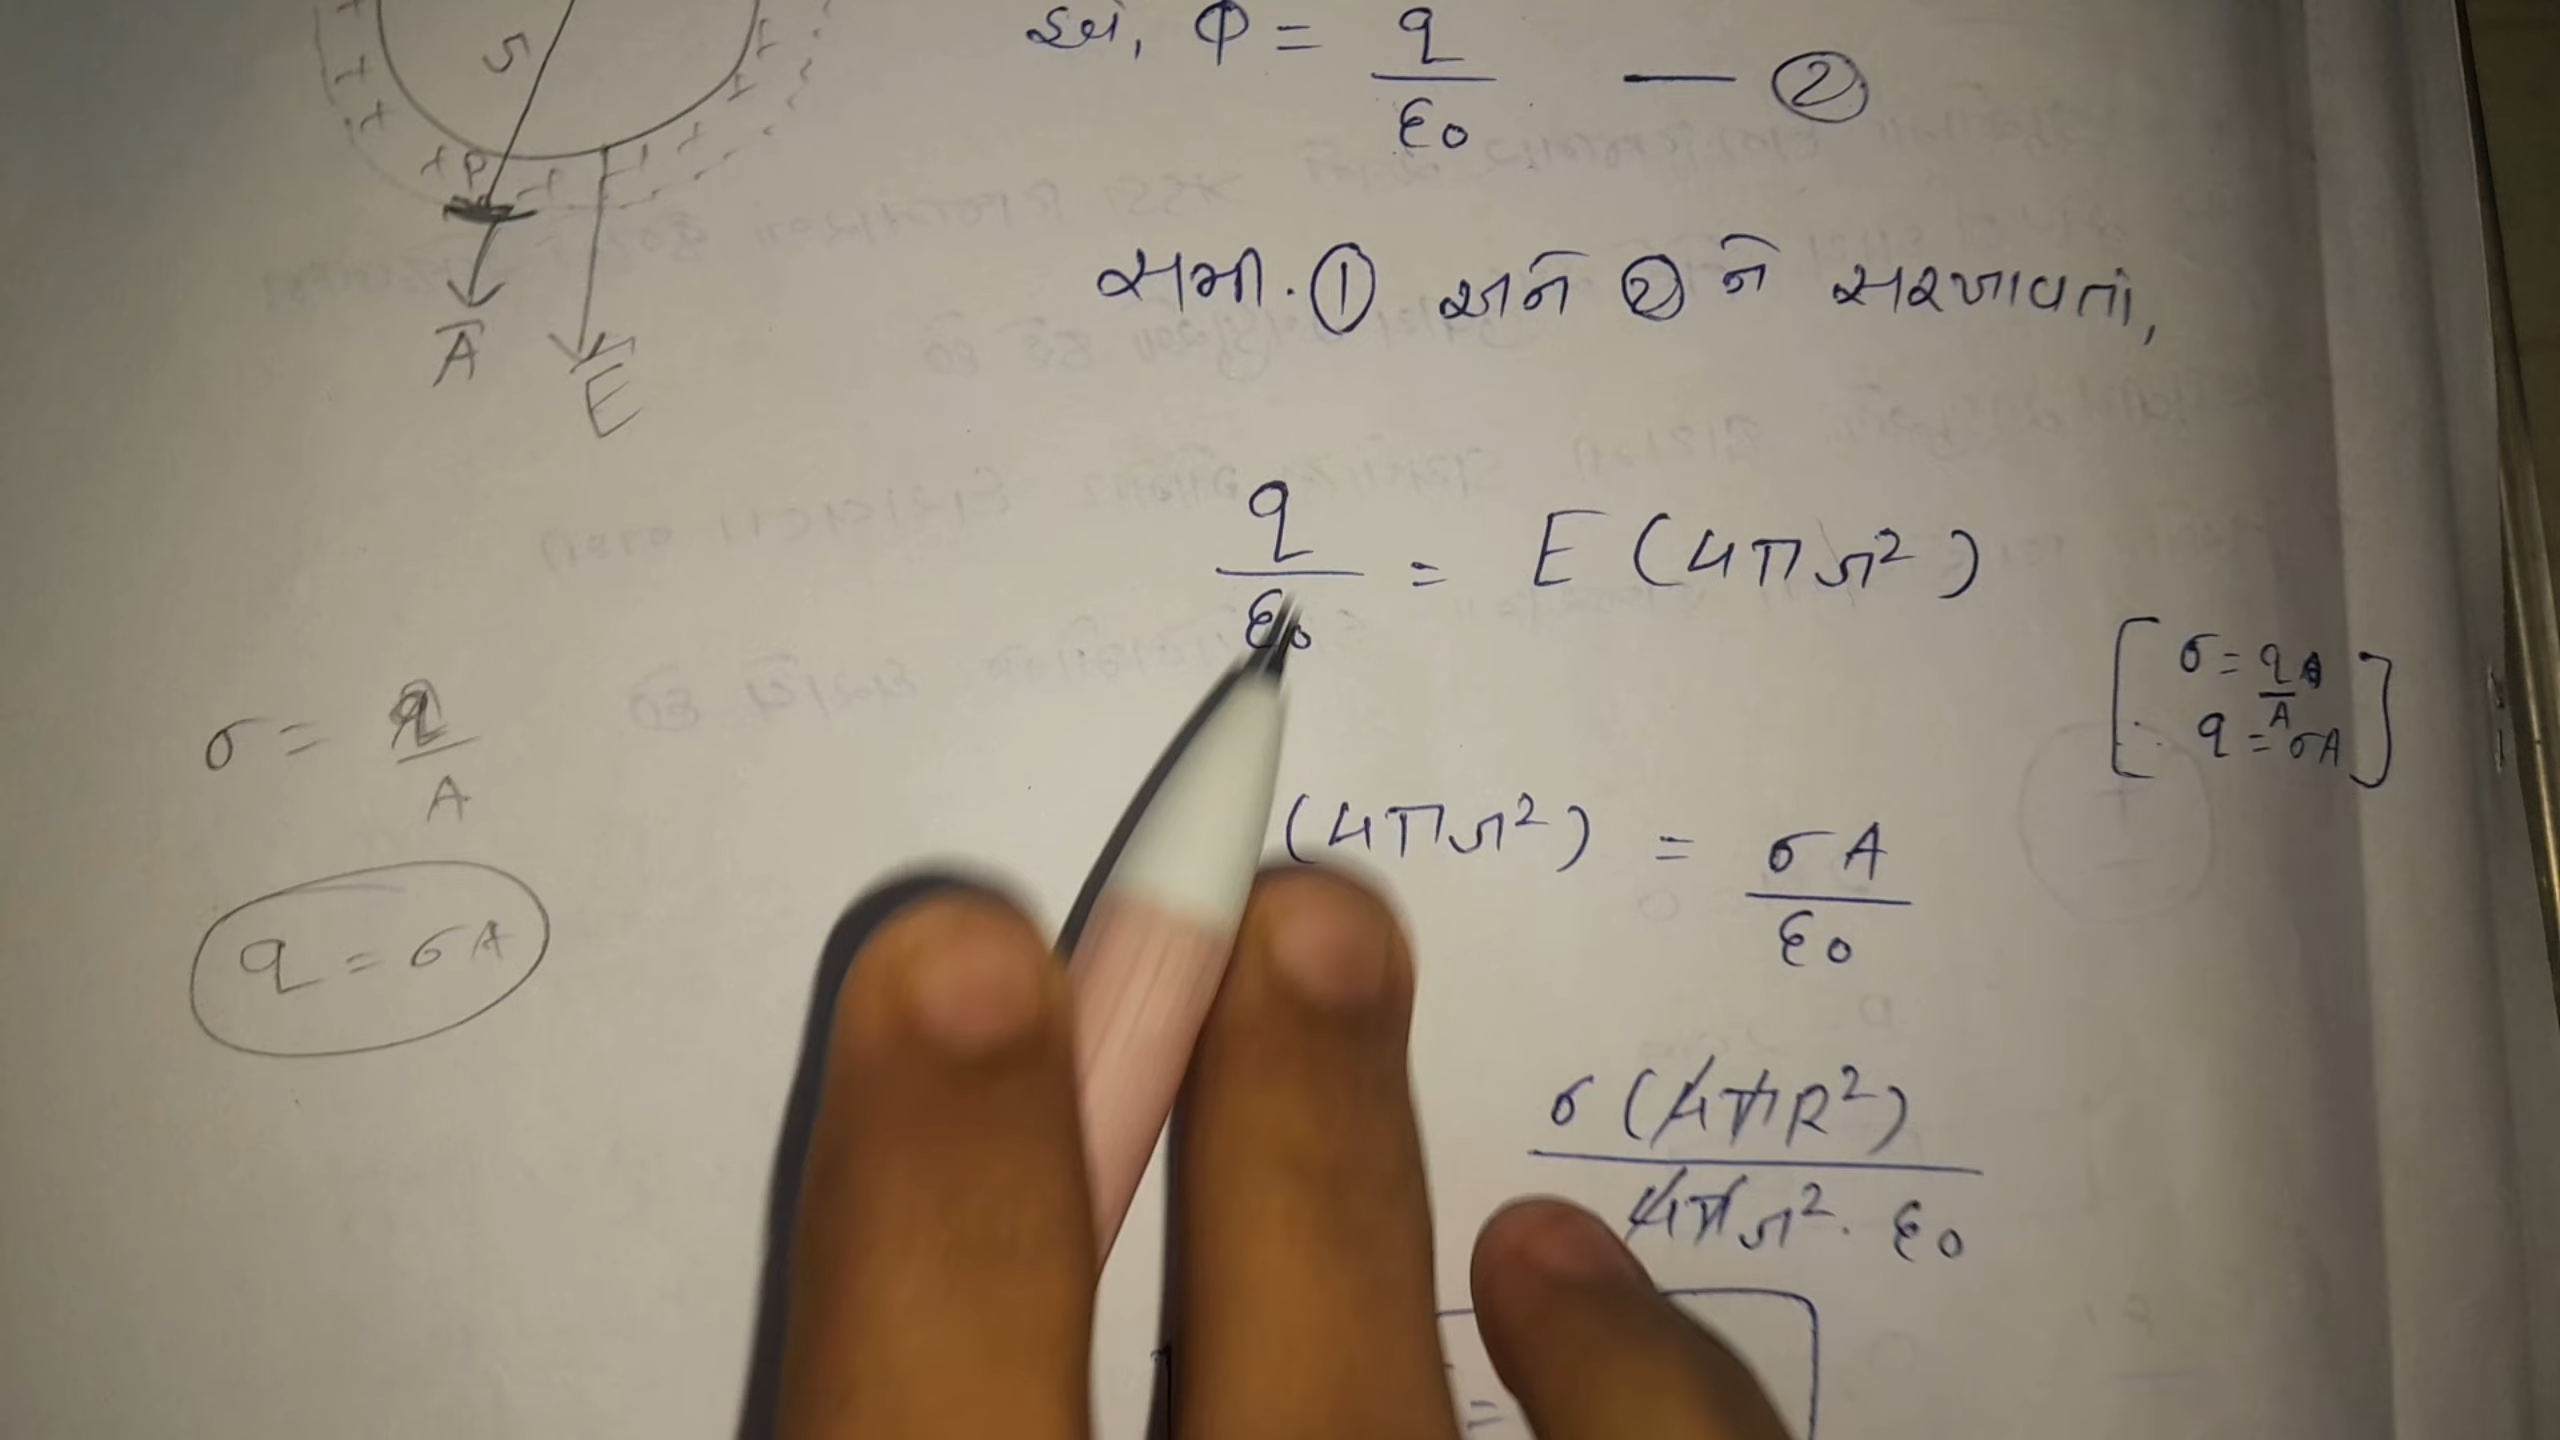 હવે, Φ = q / ε0 — ②
સમી. ① અને ② ને સરખાવતાં,
q / ε0 = E (4πr²)
[σ = q / A
q = σA]
(4πr²) = σA / ε0
σ (4πR²) / 4πr² · ε0
=
r
P
A
E
σ = q / A
q = σA